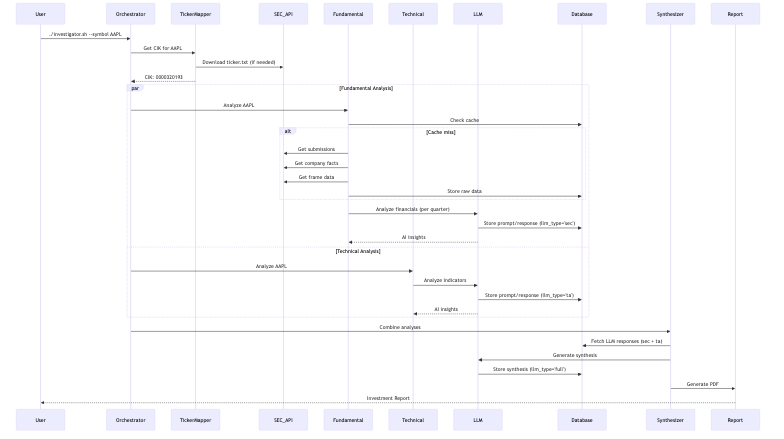 User Orchestrator TickerMapper SEC_API Fundamental Technical LLM Database Synthesizer Report
./investigator.sh --symbol AAPL
Get CIK for AAPL
Download ticker.txt (if needed)
CIK: 0000320193
par [Fundamental Analysis]
Analyze AAPL
Check cache
alt [Cache miss]
Get submissions
Get company facts
Get frame data
Store raw data
Analyze financials (per quarter)
Store prompt/response (llm_type='sec')
AI insights
[Technical Analysis]
Analyze AAPL
Analyze indicators
Store prompt/response (llm_type='ta')
AI insights
Combine analyses
Fetch LLM responses (sec + ta)
Generate synthesis
Store synthesis (llm_type='full')
Generate PDF
Investment Report
User Orchestrator TickerMapper SEC_API Fundamental Technical LLM Database Synthesizer Report